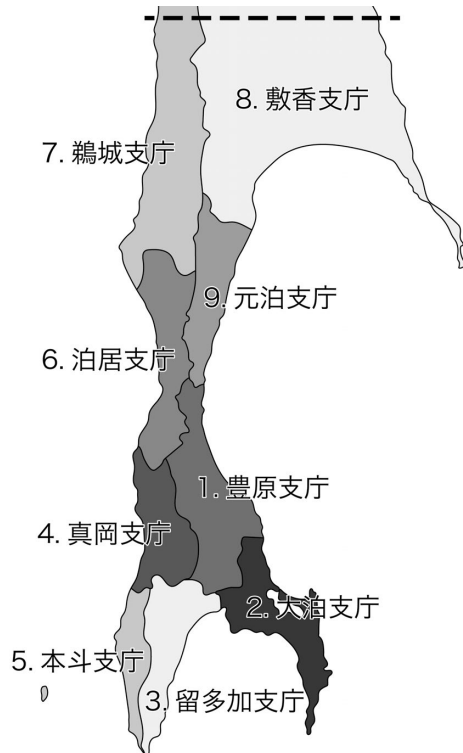 8. 敷香支庁
7. 鵜城支庁
9. 元泊支庁
6. 泊居支庁
1. 豊原支庁
4. 真岡支庁
2. 大泊支庁
5. 本斗支庁
3. 留多加支庁